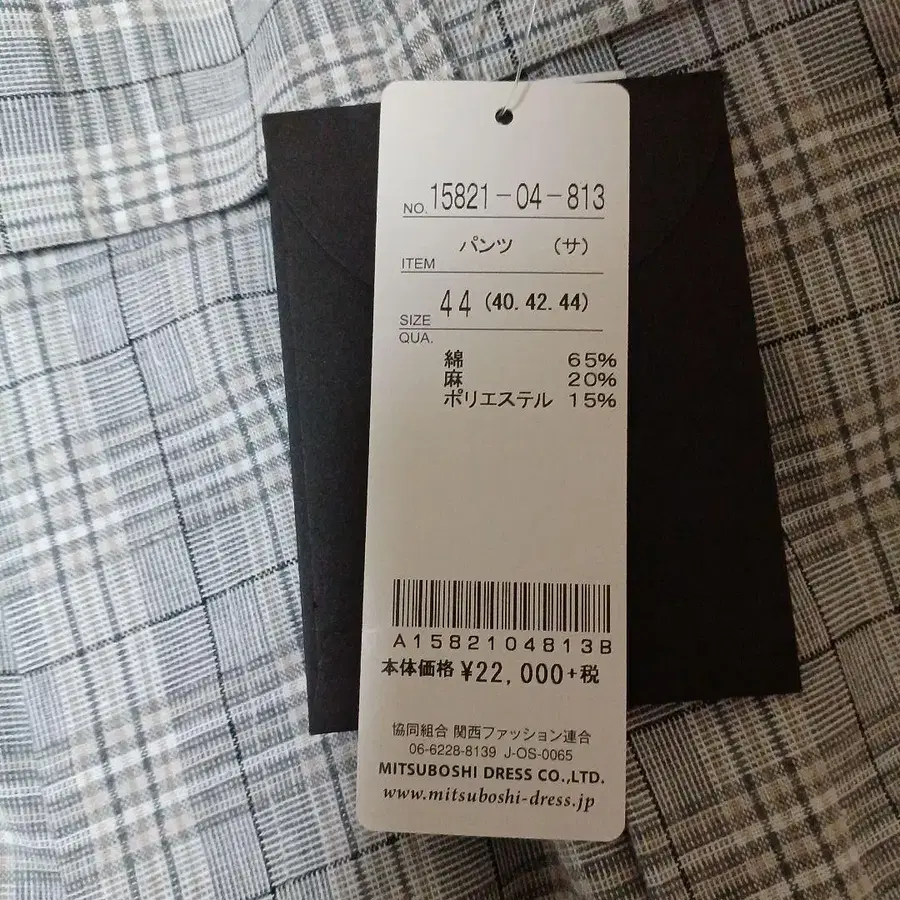 NO. 15821-04-813
ITEM パンツ (サ)
SIZE 44 (40. 42. 44)
QUA.
綿 65%
麻 20%
ポリエステル 15%
A1582104813B
本体価格 ¥22,000+税
協同組合 関西ファッション連合
06-6228-8139 J-OS-0065
MITSUBOSHI DRESS CO.,LTD.
www.mitsuboshi-dress.jp